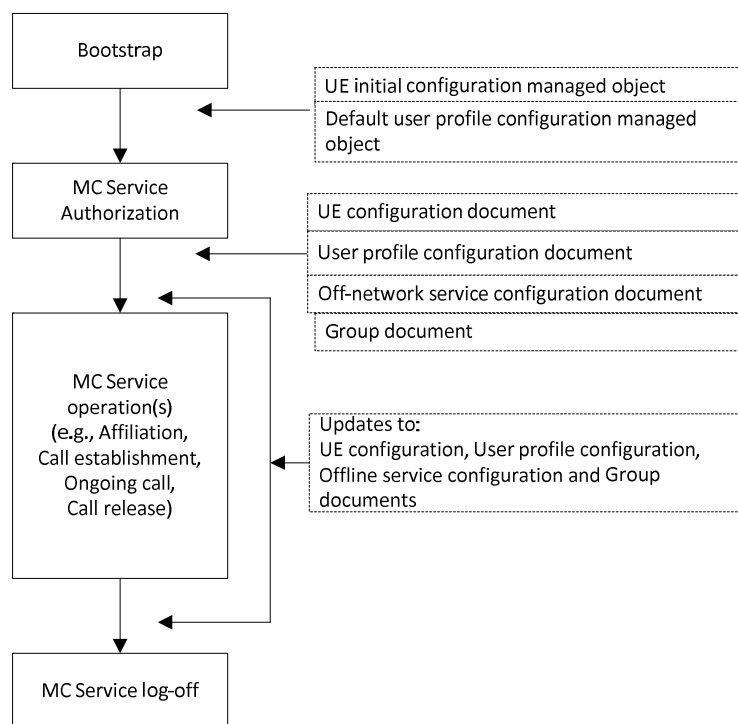 Bootstrap
UE initial configuration managed object
Default user profile configuration managed
object
MC Service
Authorization
UE configuration document
User profile configuration document
Off-network service configuration document
Group document
MC Service
operation(s)
(e.g., Affiliation,
Call establishment,
Ongoing call,
Call release)
Updates to:
UE configuration, User profile configuration,
Offline service configuration and Group
documents
MC Service log-off